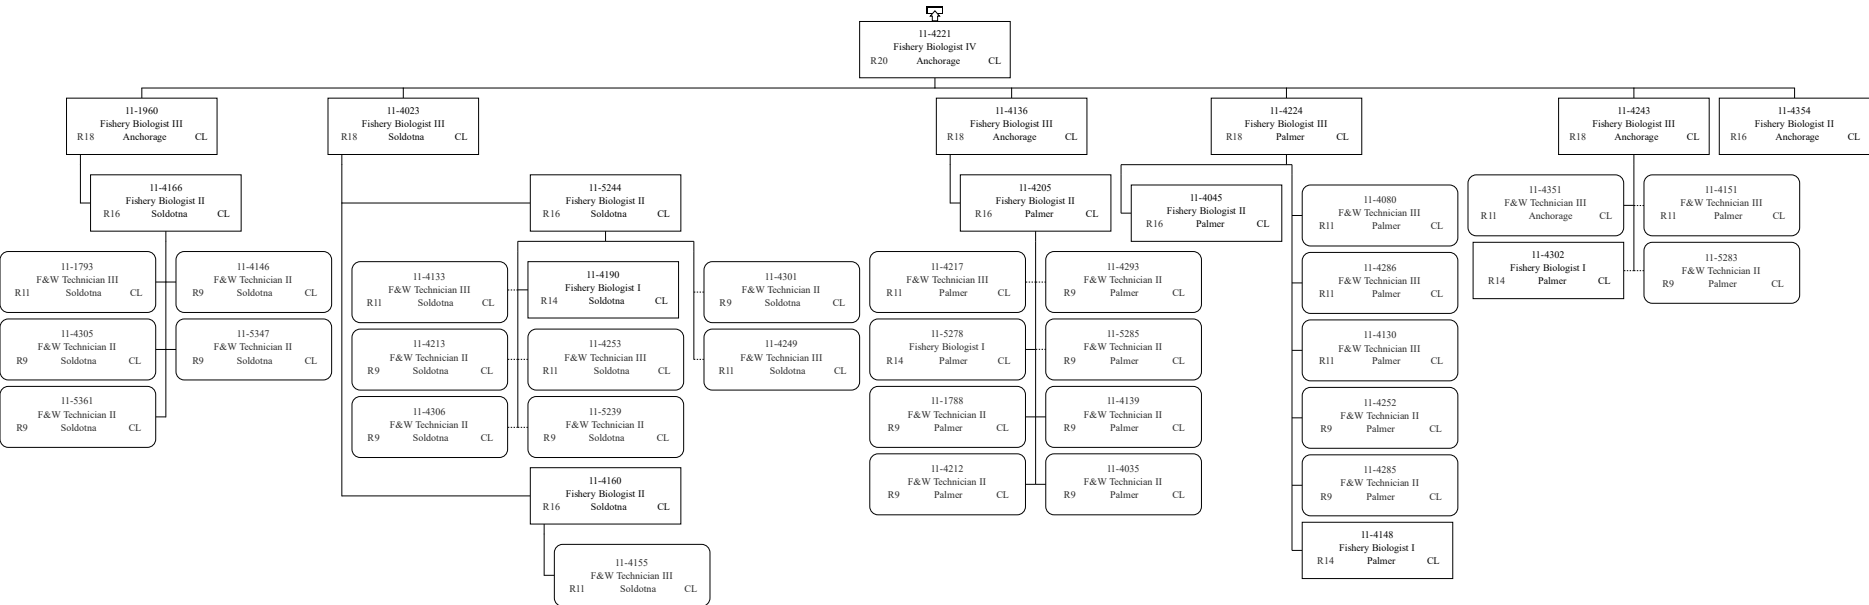 11-4221
Fishery Biologist IV
R20 Anchorage CL
11-1960
Fishery Biologist III
R18 Anchorage CL
11-4023
Fishery Biologist III
R18 Soldotna CL
11-4136
Fishery Biologist III
R18 Anchorage CL
11-4224
Fishery Biologist III
R18 Palmer CL
11-4243
Fishery Biologist III
R18 Anchorage CL
11-4354
Fishery Biologist II
R16 Anchorage CL
11-4166
Fishery Biologist II
R16 Soldotna CL
11-1793
F&W Technician III
R11 Soldotna CL
11-4146
F&W Technician II
R9 Soldotna CL
11-4305
F&W Technician II
R9 Soldotna CL
11-5347
F&W Technician II
R9 Soldotna CL
11-5361
F&W Technician II
R9 Soldotna CL
11-5244
Fishery Biologist II
R16 Soldotna CL
11-4133
F&W Technician III
R11 Soldotna CL
11-4190
Fishery Biologist I
R14 Soldotna CL
11-4301
F&W Technician II
R9 Soldotna CL
11-4213
F&W Technician II
R9 Soldotna CL
11-4253
F&W Technician III
R11 Soldotna CL
11-4249
F&W Technician III
R11 Soldotna CL
11-4306
F&W Technician II
R9 Soldotna CL
11-5239
F&W Technician II
R9 Soldotna CL
11-4160
Fishery Biologist II
R16 Soldotna CL
11-4155
F&W Technician III
R11 Soldotna CL
11-4205
Fishery Biologist II
R16 Palmer CL
11-4217
F&W Technician III
R11 Palmer CL
11-4293
F&W Technician II
R9 Palmer CL
11-5278
Fishery Biologist I
R14 Palmer CL
11-5285
F&W Technician II
R9 Palmer CL
11-1788
F&W Technician II
R9 Palmer CL
11-4139
F&W Technician II
R9 Palmer CL
11-4212
F&W Technician II
R9 Palmer CL
11-4035
F&W Technician II
R9 Palmer CL
11-4045
Fishery Biologist II
R16 Palmer CL
11-4080
F&W Technician III
R11 Palmer CL
11-4286
F&W Technician III
R11 Palmer CL
11-4130
F&W Technician III
R11 Palmer CL
11-4252
F&W Technician II
R9 Palmer CL
11-4285
F&W Technician II
R9 Palmer CL
11-4148
Fishery Biologist I
R14 Palmer CL
11-4351
F&W Technician III
R11 Anchorage CL
11-4151
F&W Technician III
R11 Palmer CL
11-4302
Fishery Biologist I
R14 Palmer CL
11-5283
F&W Technician II
R9 Palmer CL